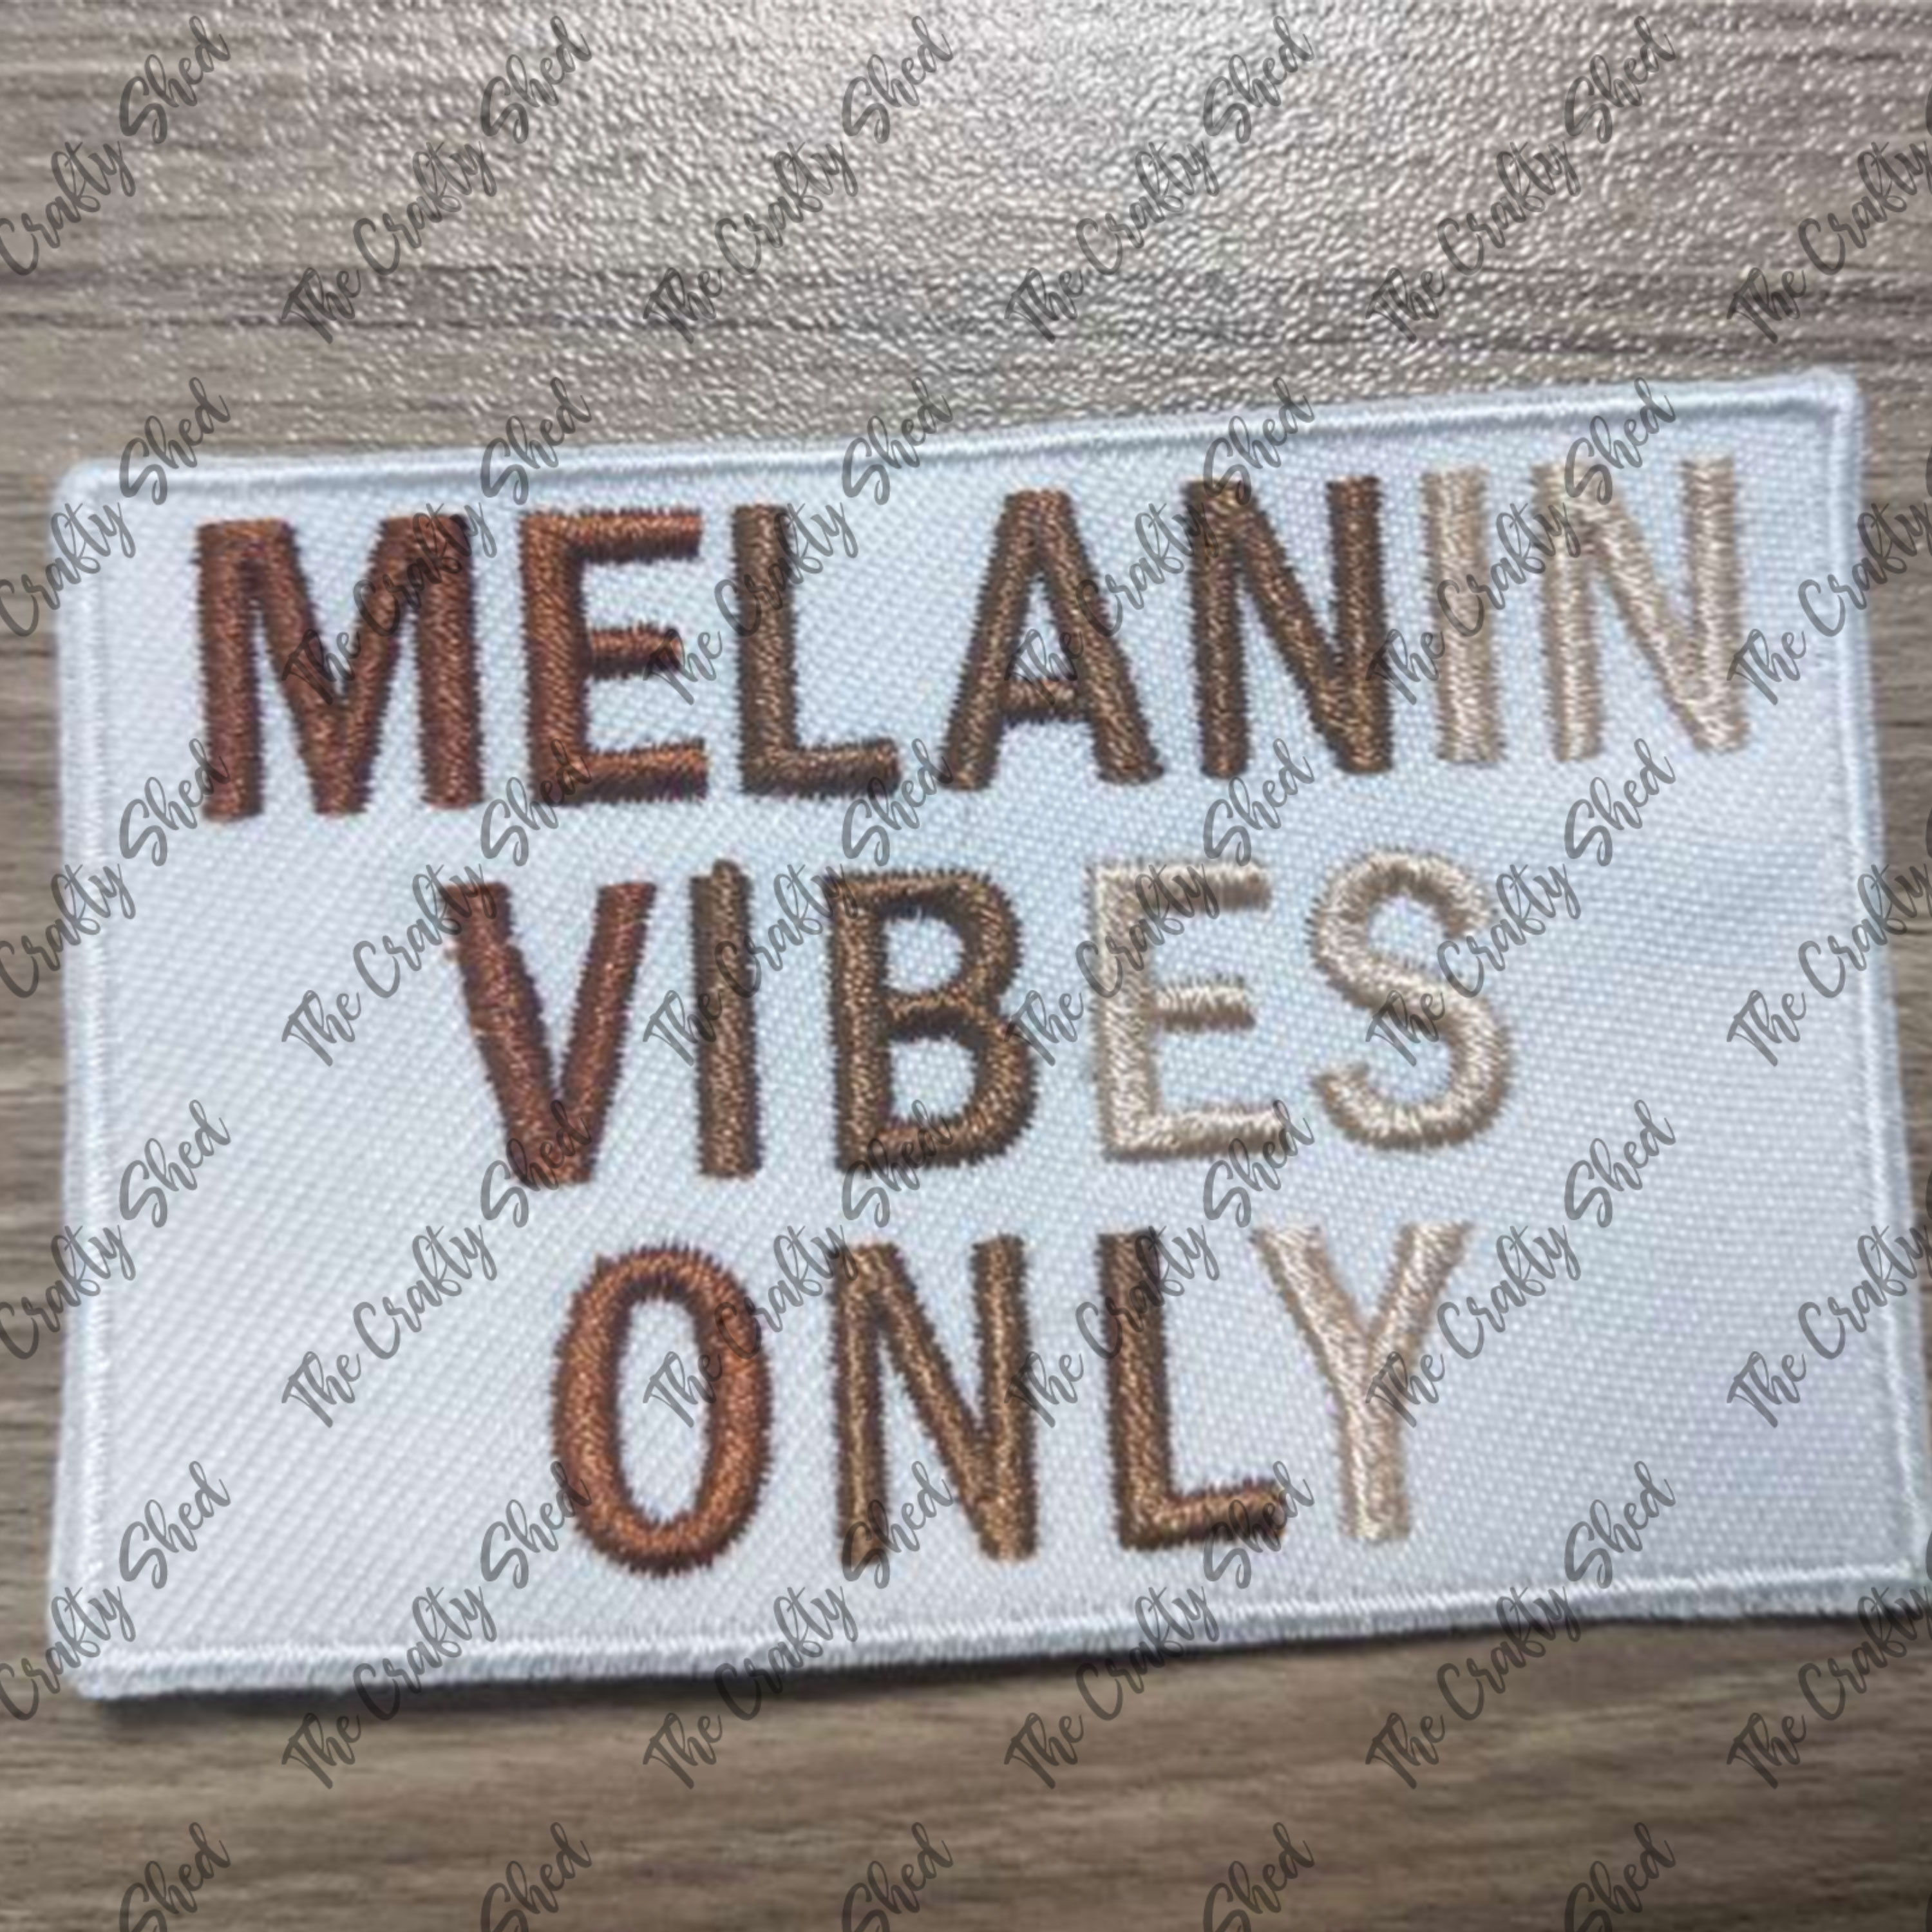 MELANIN
VIBES
ONLY
The Crafty Shed